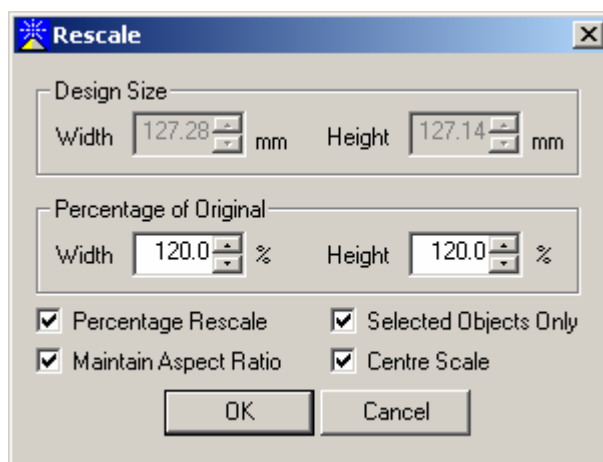 Rescale
Design Size
Width 127.28 mm Height 127.14 mm
Percentage of Original
Width 120.0 % Height 120.0 %
Percentage Rescale Selected Objects Only
Maintain Aspect Ratio Centre Scale
OK Cancel